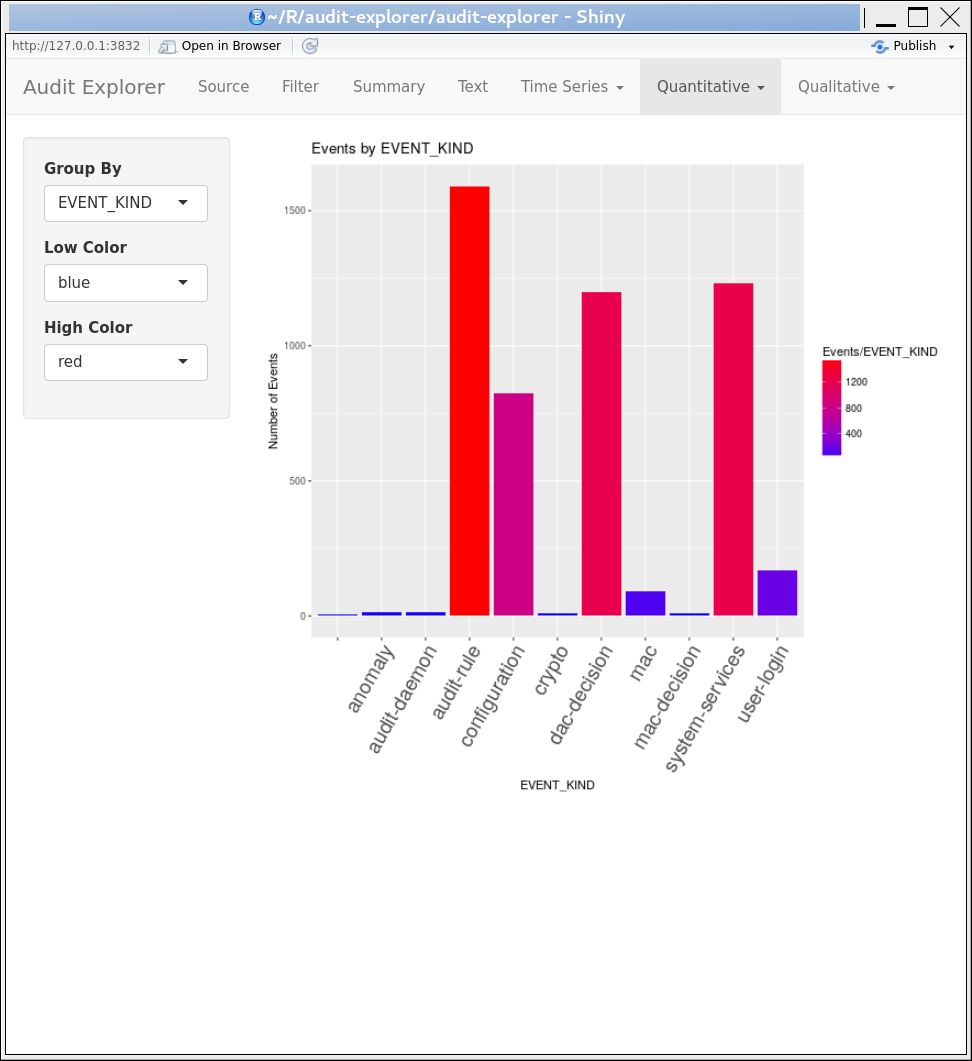 ~/R/audit-explorer/audit-explorer - Shiny
http://127.0.0.1:3832 Open in Browser Publish
Audit Explorer Source Filter Summary Text Time Series Quantitative Qualitative
Group By
EVENT_KIND
Low Color
blue
High Color
red
Events by EVENT_KIND
Number of Events
1500
1000
500
0
anomaly
audit-daemon
audit-rule
configuration
crypto
dac-decision
mac
mac-decision
system-services
user-login
EVENT_KIND
Events/EVENT_KIND
1200
800
400